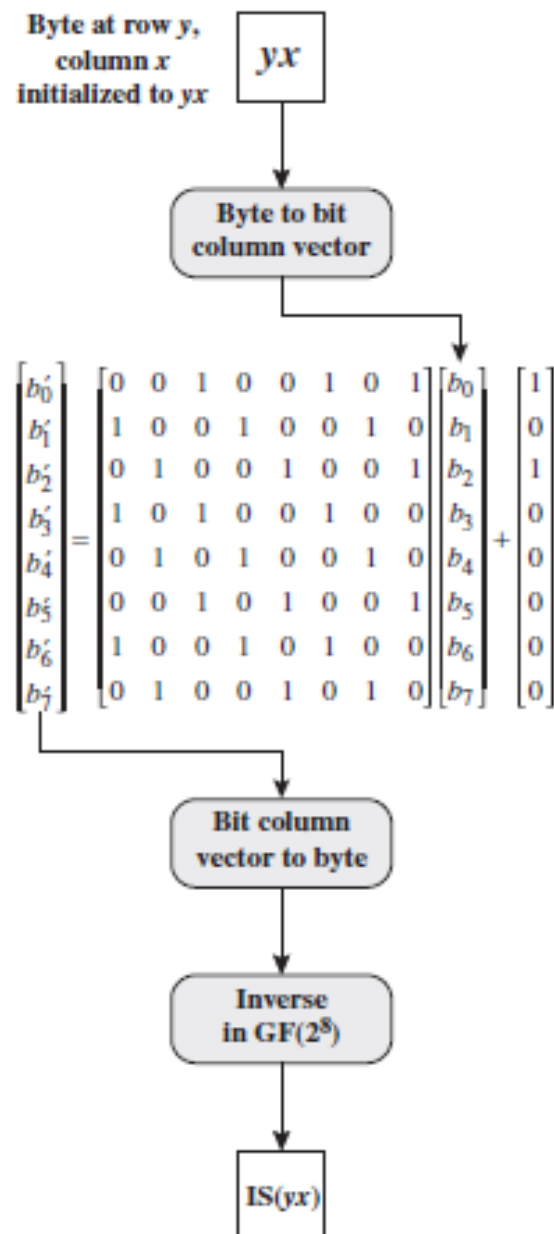 Byte at row y,
column x
initialized to yx
yx
Byte to bit
column vector
b′0 0 0 1 0 0 1 0 1 b0 1
b′1 1 0 0 1 0 0 1 0 b1 0
b′2 0 1 0 0 1 0 0 1 b2 1
b′3 = 1 0 1 0 0 1 0 0 b3 + 0
b′4 0 1 0 1 0 0 1 0 b4 0
b′5 0 0 1 0 1 0 0 1 b5 0
b′6 1 0 0 1 0 1 0 0 b6 0
b′7 0 1 0 0 1 0 1 0 b7 0
Bit column
vector to byte
Inverse
in GF(2⁸)
IS(yx)